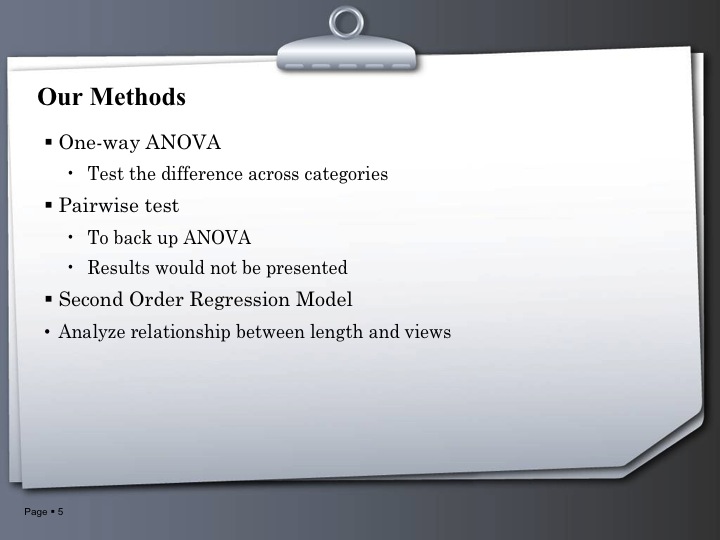 Our Methods
▪ One-way ANOVA
• Test the difference across categories
▪ Pairwise test
• To back up ANOVA
• Results would not be presented
▪ Second Order Regression Model
• Analyze relationship between length and views
Page ▪ 5